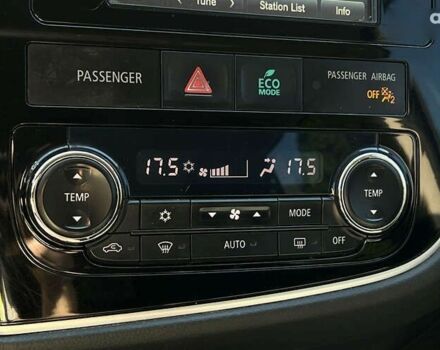 Tune
Station List
Info
PASSENGER
ECO
MODE
PASSENGER AIRBAG
OFF 2
17.5
17.5
TEMP
TEMP
MODE
AUTO
OFF